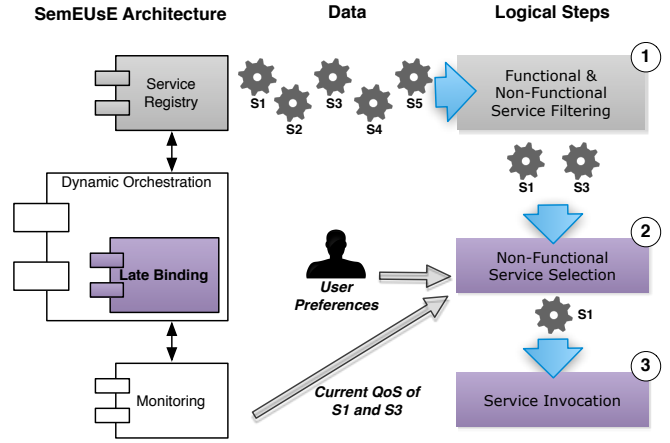 SemEUsE Architecture
Data
Logical Steps
Service
Registry
S1
S2
S3
S4
S5
1
Functional &
Non-Functional
Service Filtering
S1
S3
Dynamic Orchestration
Late Binding
User
Preferences
2
Non-Functional
Service Selection
S1
Monitoring
Current QoS of
S1 and S3
3
Service Invocation